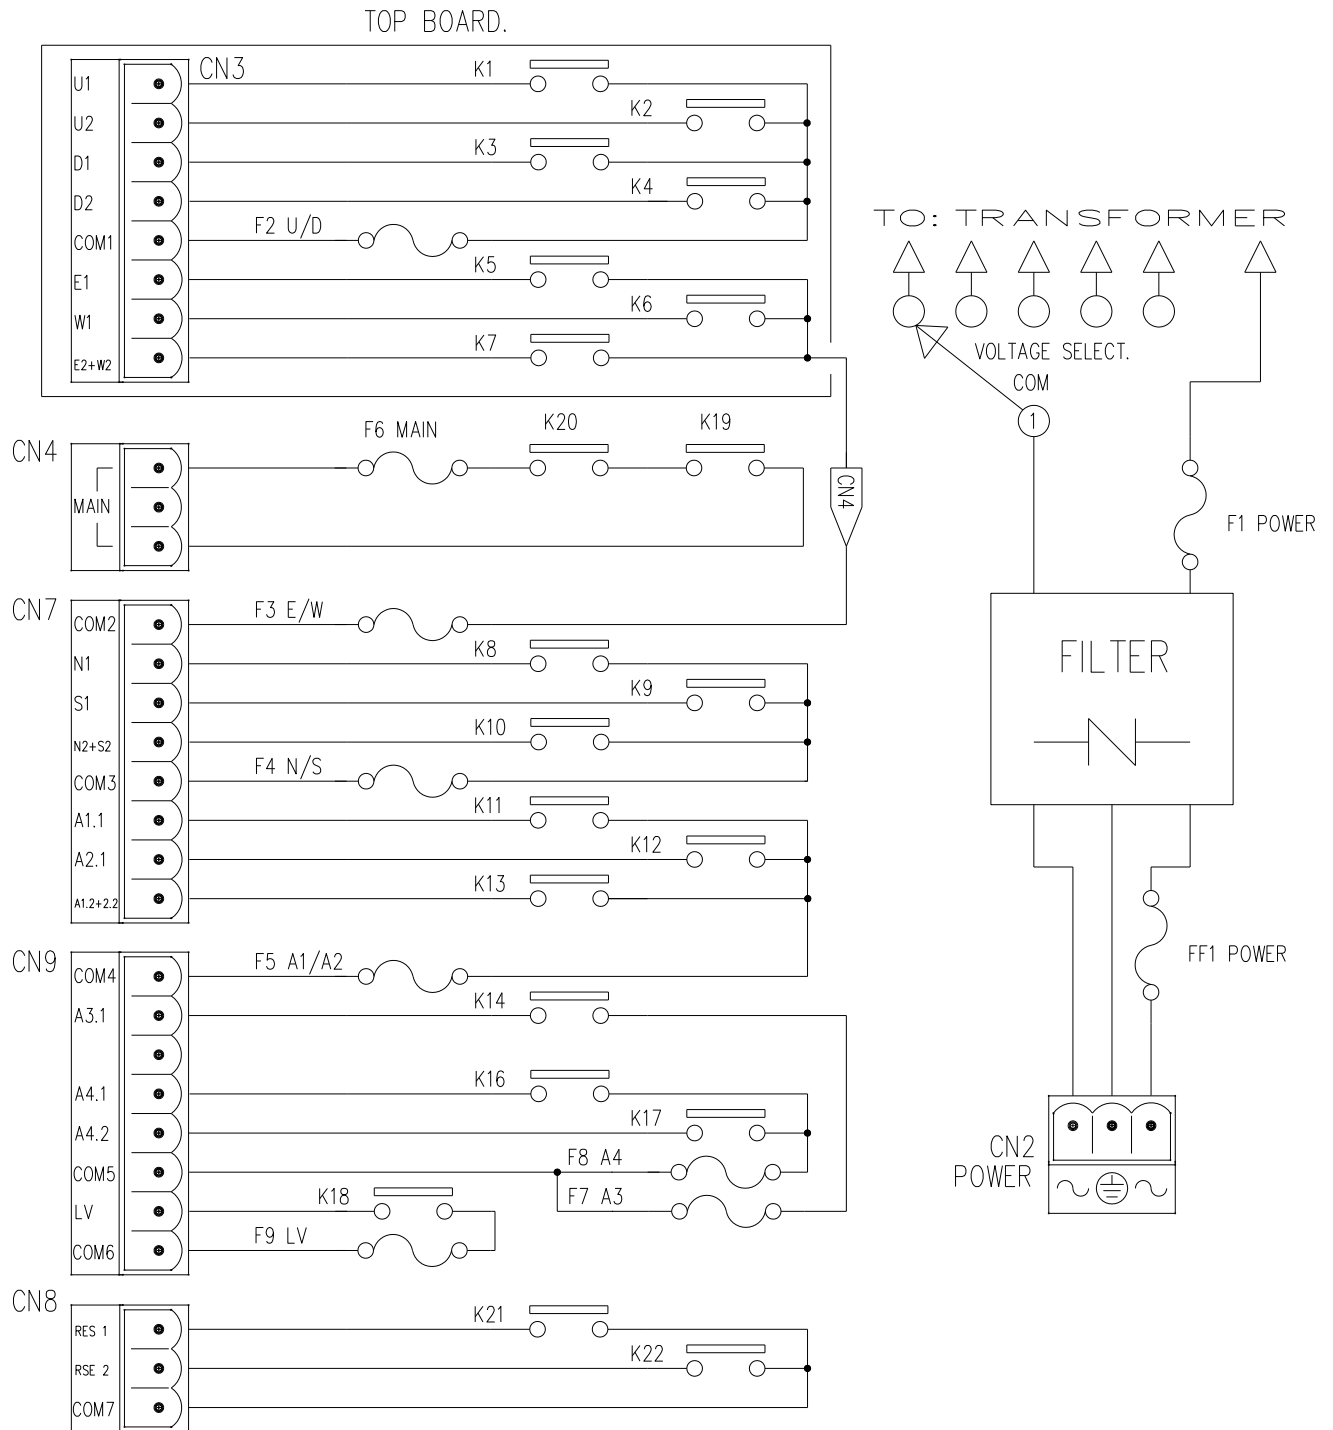 TOP BOARD.
CN3
U1
K1
U2
K2
D1
K3
D2
K4
COM1
F2 U/D
E1
K5
W1
K6
E2+W2
K7
CN4
MAIN
F6 MAIN
K20
K19
CN4
CN7
COM2
F3 E/W
N1
K8
S1
K9
N2+S2
K10
COM3
F4 N/S
A1.1
K11
A2.1
K12
A1.2+2.2
K13
CN9
COM4
F5 A1/A2
A3.1
K14
A4.1
K16
A4.2
K17
COM5
F8 A4
F7 A3
LV
K18
COM6
F9 LV
CN8
RES 1
K21
RSE 2
K22
COM7
TO: TRANSFORMER
VOLTAGE SELECT.
COM
1
F1 POWER
FILTER
FF1 POWER
CN2
POWER